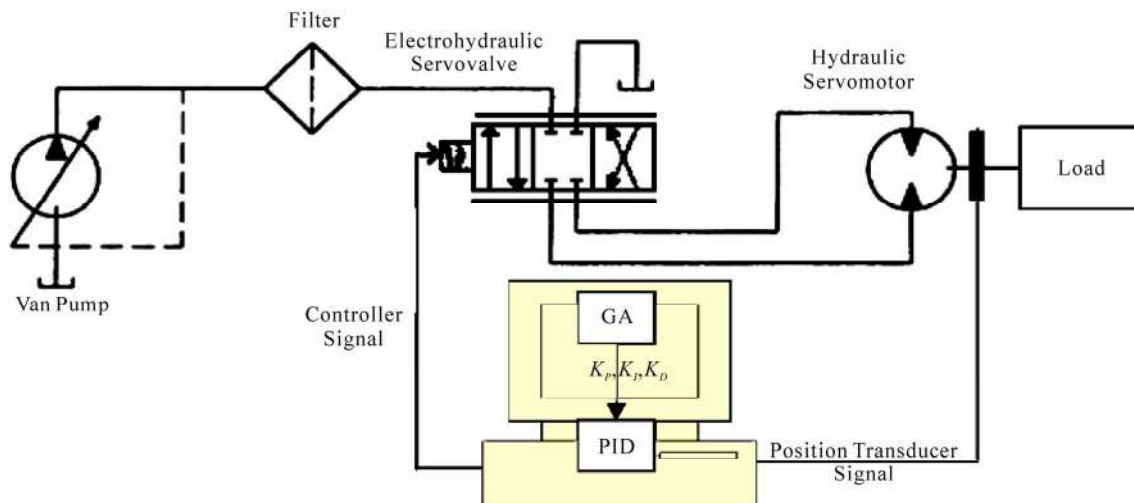 Filter
Electrohydraulic
Servovalve
Hydraulic
Servomotor
Load
Van Pump
Controller
Signal
GA
K_P,K_I,K_D
PID
Position Transducer
Signal